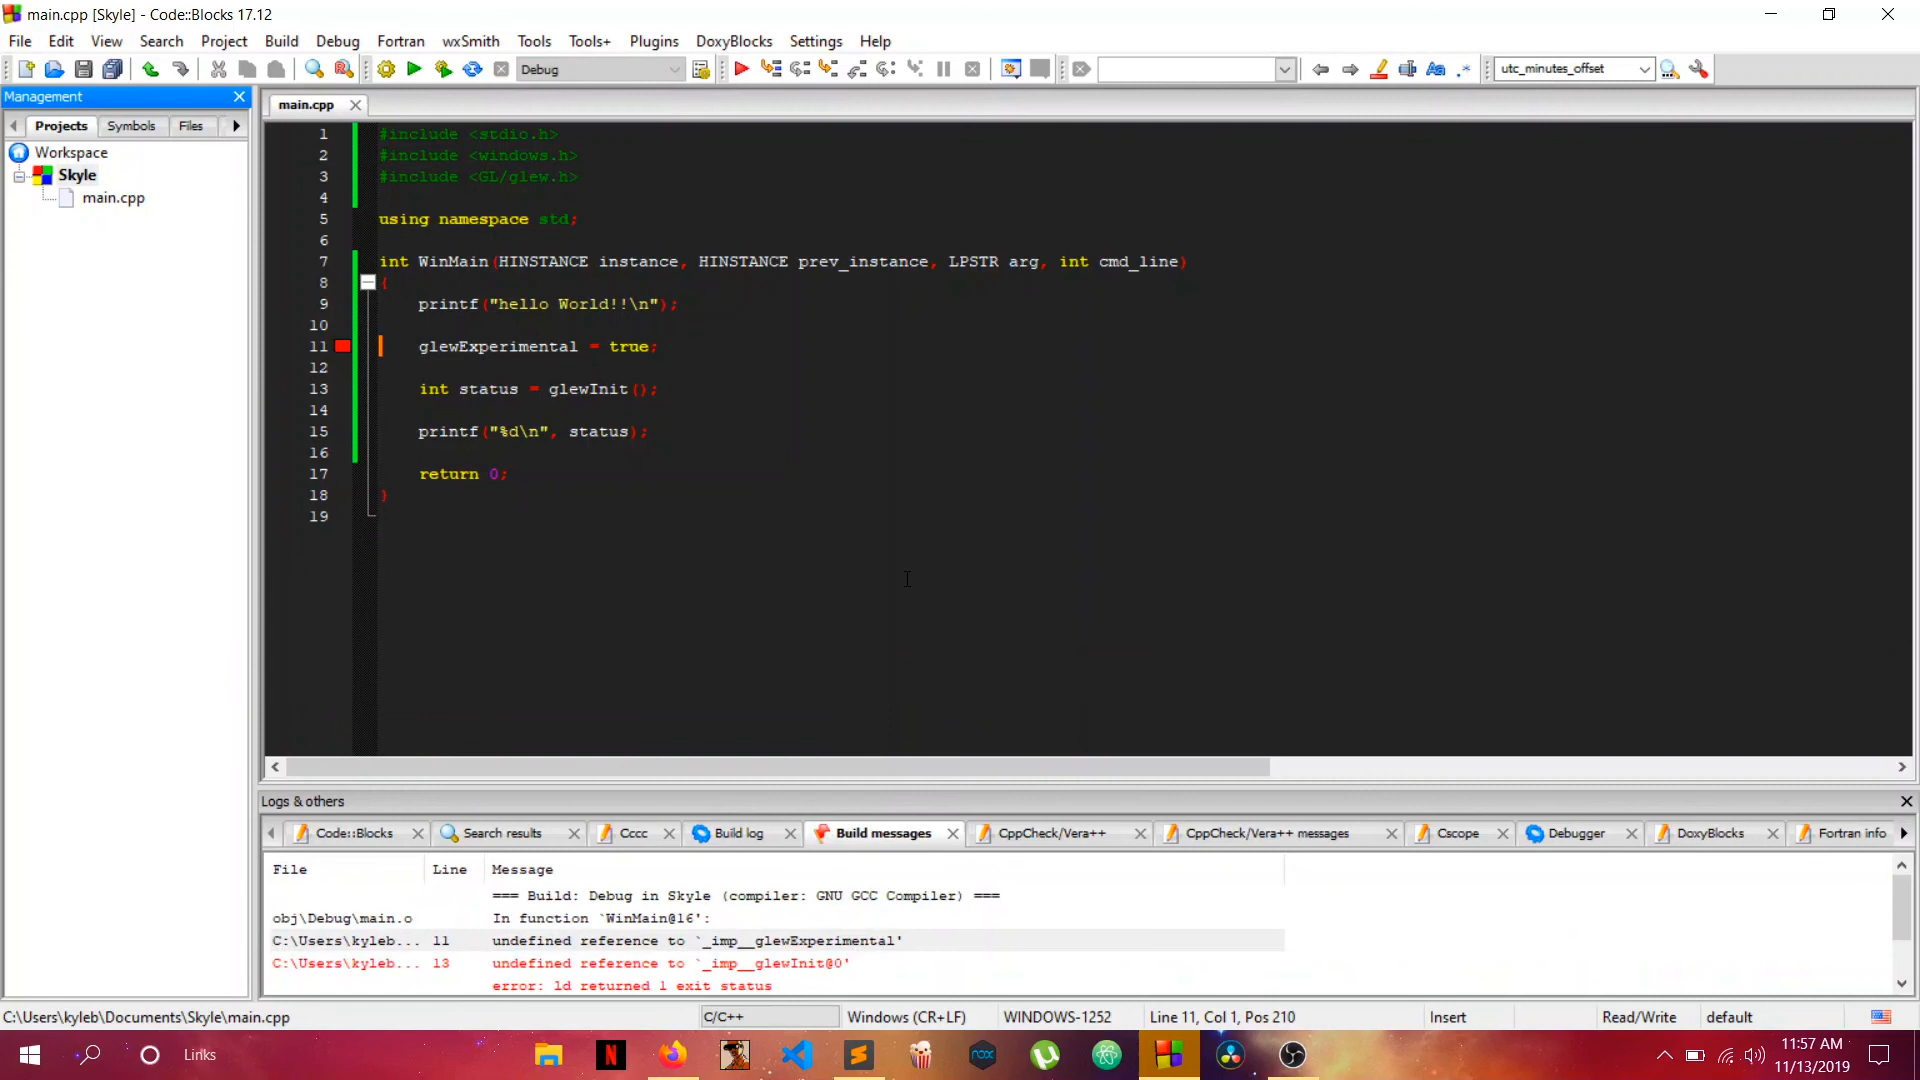 main.cpp [Skyle] - Code::Blocks 17.12
File Edit View Search Project Build Debug Fortran wxSmith Tools Tools+ Plugins DoxyBlocks Settings Help
Debug
utc_minutes_offset
Management
Projects Symbols Files
Workspace
Skyle
main.cpp
main.cpp
1 #include <stdio.h>
2 #include <windows.h>
3 #include <GL/glew.h>
4
5 using namespace std;
6
7 int WinMain(HINSTANCE instance, HINSTANCE prev_instance, LPSTR arg, int cmd_line)
8 {
9 printf("hello World!!\n");
10
11 glewExperimental = true;
12
13 int status = glewInit();
14
15 printf("%d\n", status);
16
17 return 0;
18 }
19
Logs & others
Code::Blocks Search results Cccc Build log Build messages CppCheck/Vera++ CppCheck/Vera++ messages Cscope Debugger DoxyBlocks Fortran info
File Line Message
=== Build: Debug in Skyle (compiler: GNU GCC Compiler) ===
obj\Debug\main.o In function `WinMain@16':
C:\Users\kyleb... 11 undefined reference to `_imp__glewExperimental'
C:\Users\kyleb... 13 undefined reference to `_imp__glewInit@0'
error: ld returned 1 exit status
C:\Users\kyleb\Documents\Skyle\main.cpp C/C++ Windows (CR+LF) WINDOWS-1252 Line 11, Col 1, Pos 210 Insert Read/Write default
Links
11:57 AM
11/13/2019